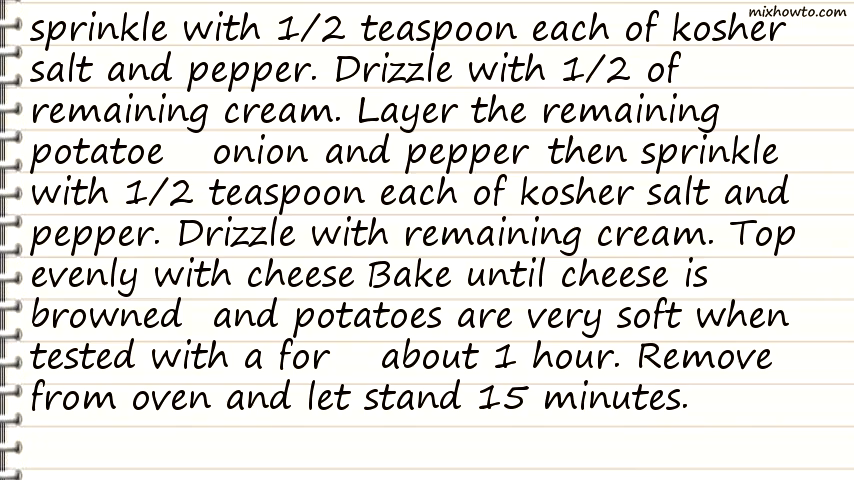 mixhowto.com
sprinkle with 1/2 teaspoon each of kosher
salt and pepper. Drizzle with 1/2 of
remaining cream. Layer the remaining
potatoe onion and pepper then sprinkle
with 1/2 teaspoon each of kosher salt and
pepper. Drizzle with remaining cream. Top
evenly with cheese Bake until cheese is
browned and potatoes are very soft when
tested with a for about 1 hour. Remove
from oven and let stand 15 minutes.